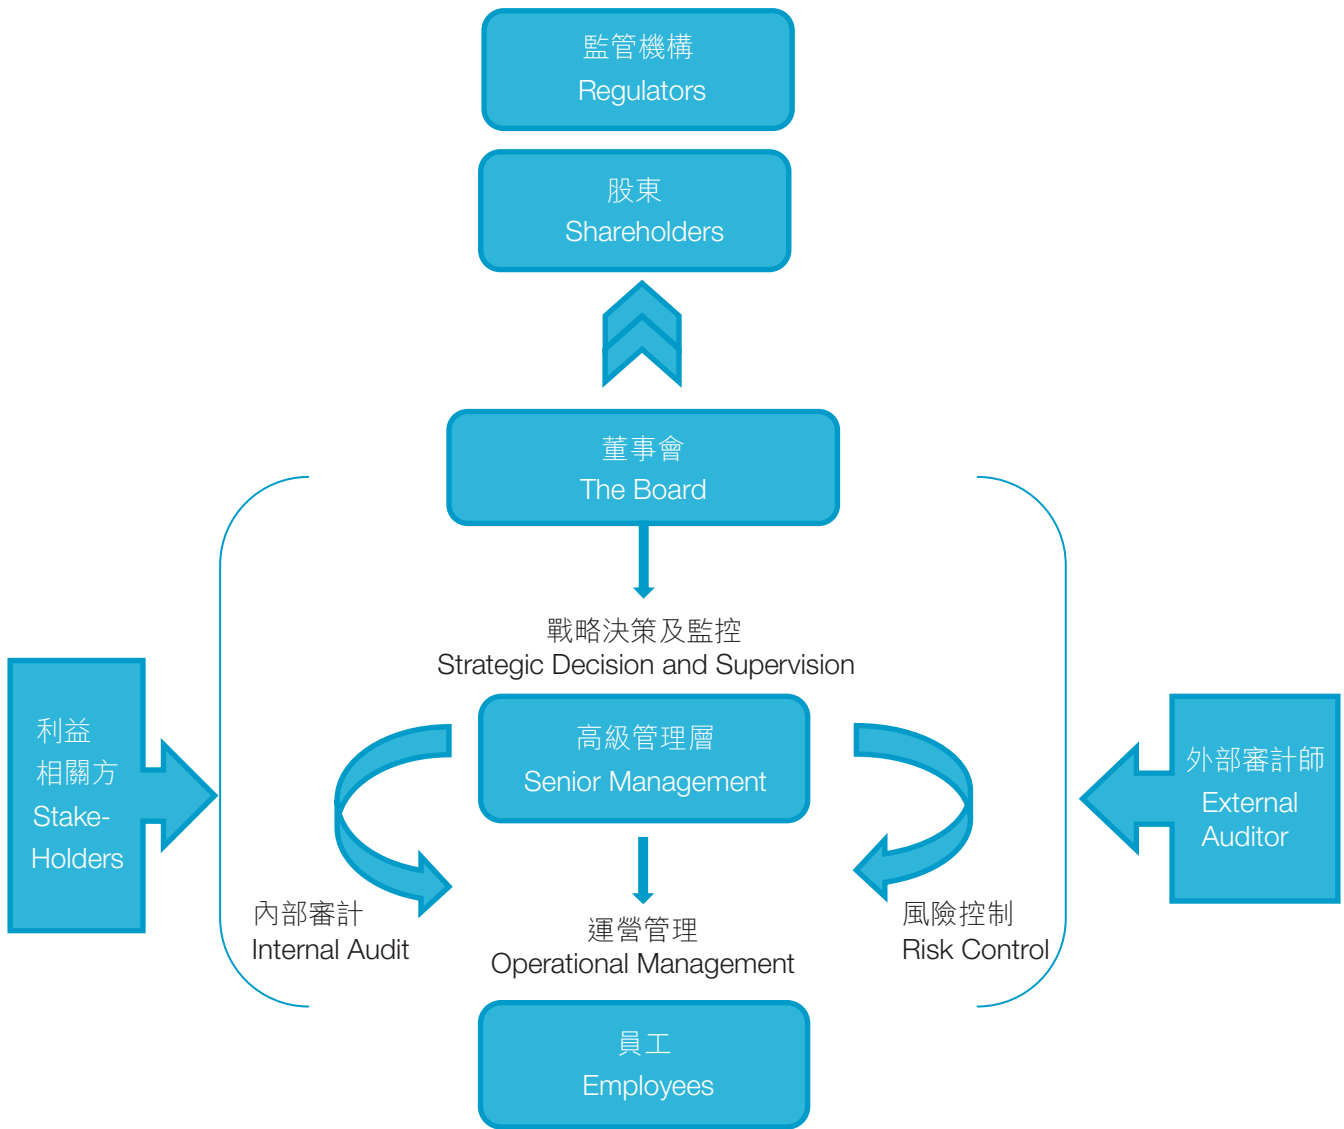 監管機構
Regulators
股東
Shareholders
董事會
The Board
戰略決策及監控
Strategic Decision and Supervision
利益
相關方
Stake-
Holders
高級管理層
Senior Management
外部審計師
External
Auditor
內部審計
Internal Audit
運營管理
Operational Management
風險控制
Risk Control
員工
Employees